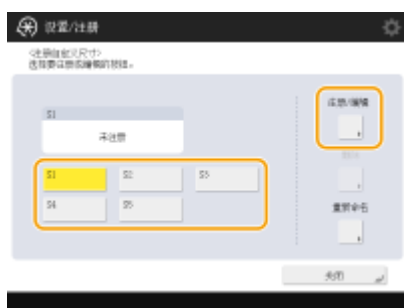 设置/注册
<注册自定义尺寸>
选择要注册或编辑的按钮。
S1
未注册
S1
S2
S3
S4
S5
注册/编辑
重新命名
关闭